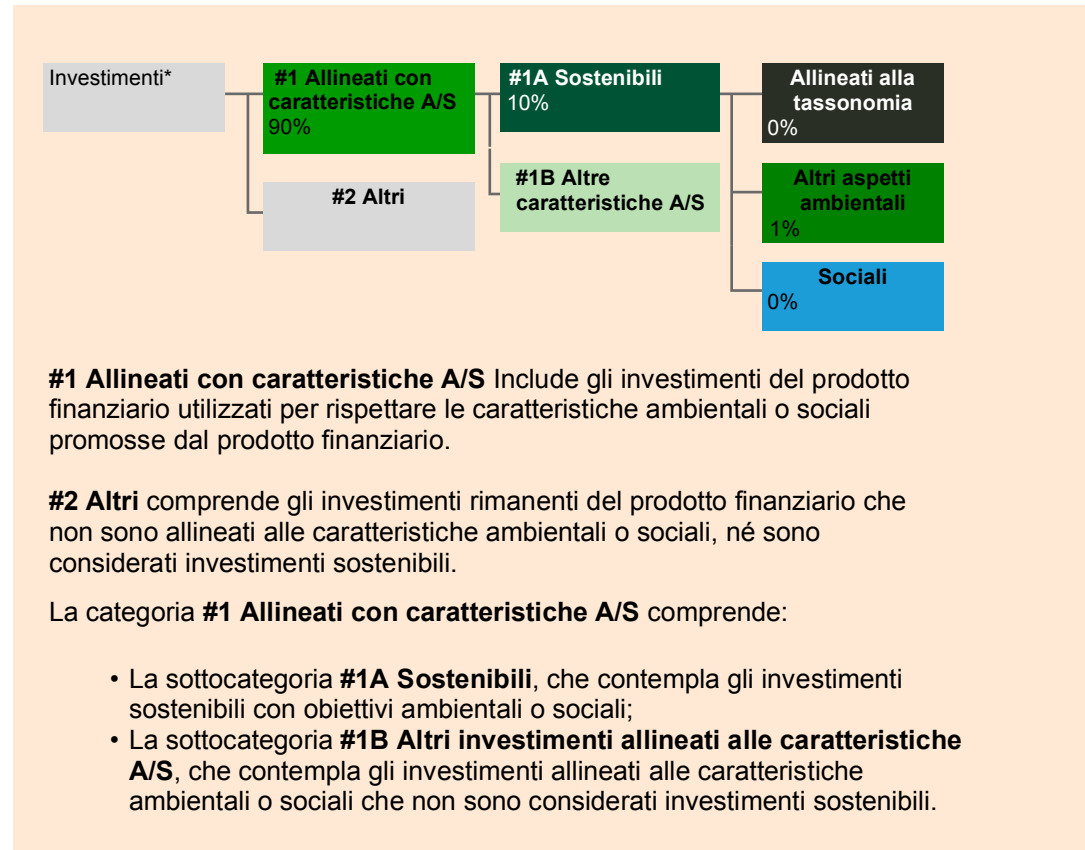 Investimenti*
#1 Allineati con
caratteristiche A/S
90%
#2 Altri
#1A Sostenibili
10%
#1B Altre
caratteristiche A/S
Allineati alla
tassonomia
0%
Altri aspetti
ambientali
1%
Sociali
0%
#1 Allineati con caratteristiche A/S Include gli investimenti del prodotto
finanziario utilizzati per rispettare le caratteristiche ambientali o sociali
promosse dal prodotto finanziario.
#2 Altri comprende gli investimenti rimanenti del prodotto finanziario che
non sono allineati alle caratteristiche ambientali o sociali, né sono
considerati investimenti sostenibili.
La categoria #1 Allineati con caratteristiche A/S comprende:
• La sottocategoria #1A Sostenibili, che contempla gli investimenti
sostenibili con obiettivi ambientali o sociali;
• La sottocategoria #1B Altri investimenti allineati alle caratteristiche
A/S, che contempla gli investimenti allineati alle caratteristiche
ambientali o sociali che non sono considerati investimenti sostenibili.